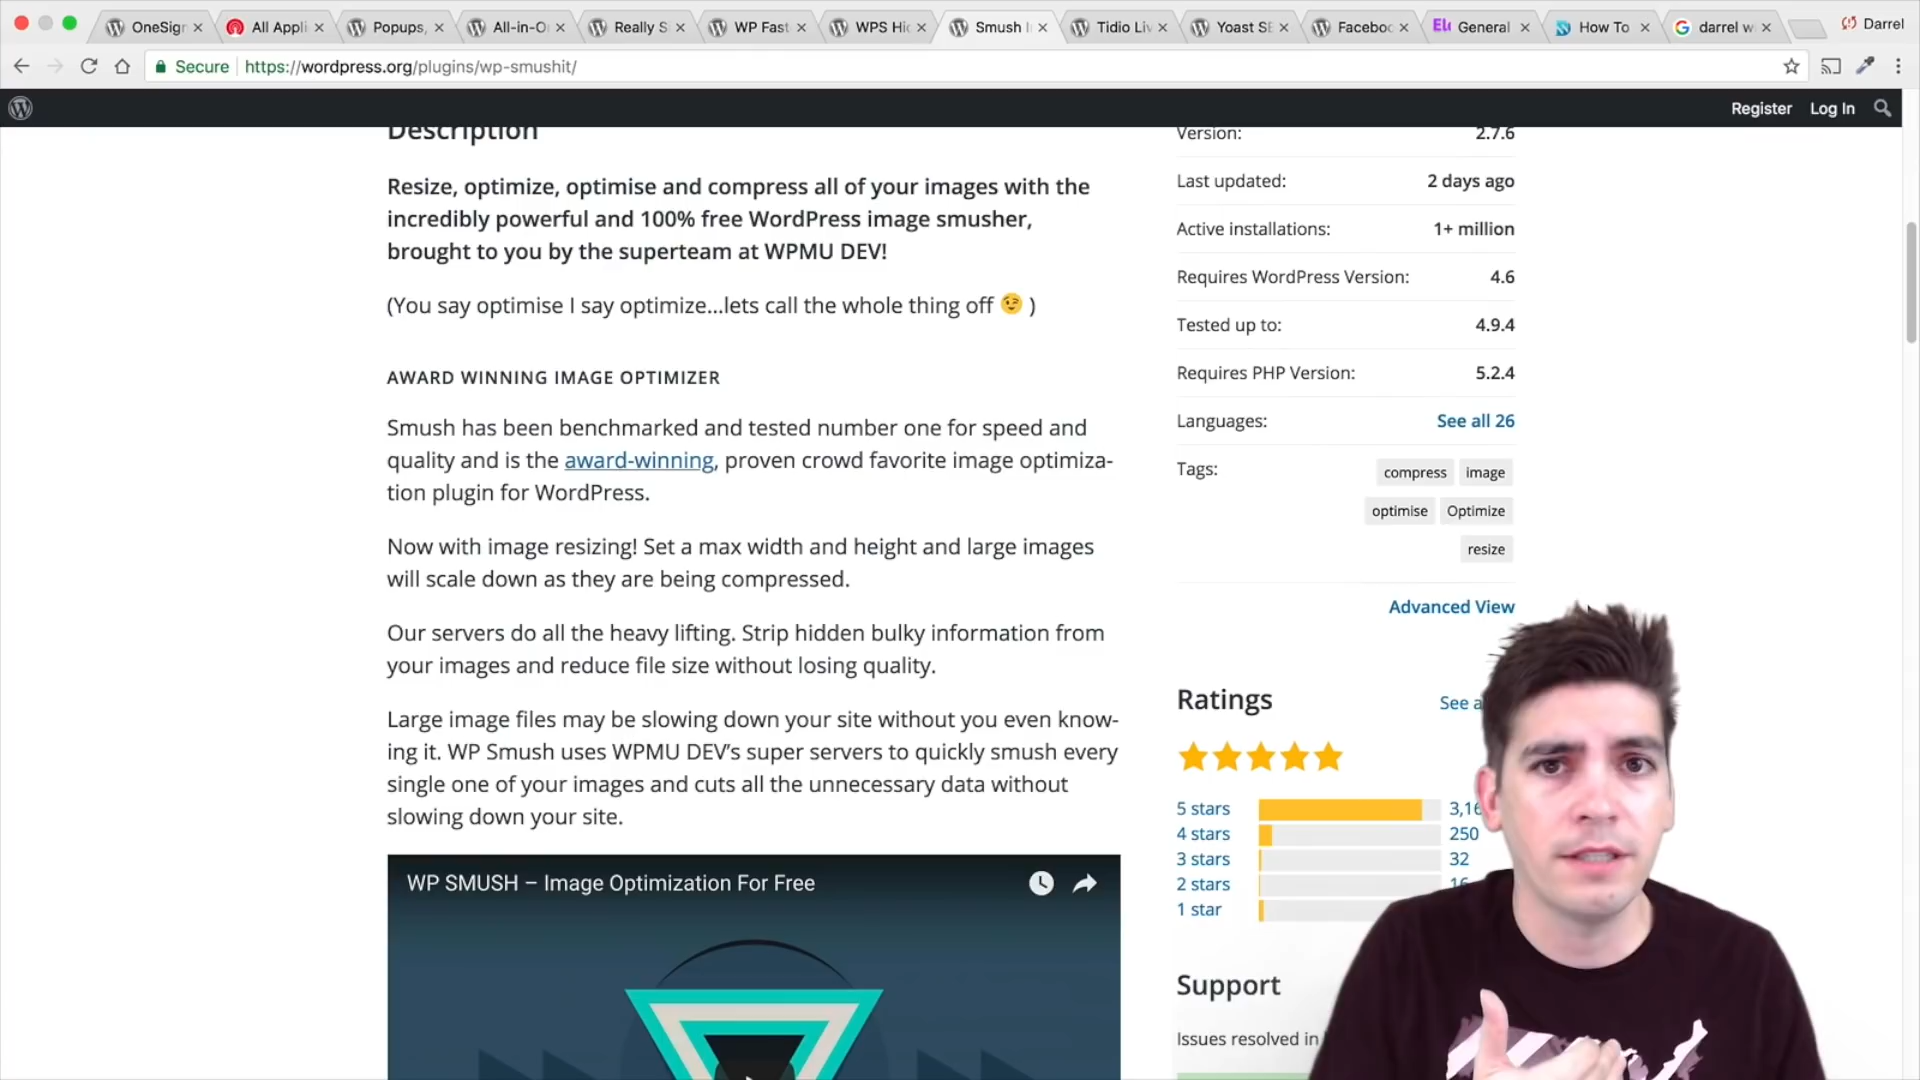 OneSign
All Appli
Popups,
All-in-O
Really S
WP Fast
WPS Hic
Smush I
Tidio Liv
Yoast SE
Faceboo
General
How To
darrel w
Darrel
Secure
https://wordpress.org/plugins/wp-smushit/
Register
Log In
Description
Resize, optimize, optimise and compress all of your images with the
incredibly powerful and 100% free WordPress image smusher,
brought to you by the superteam at WPMU DEV!
(You say optimise I say optimize...lets call the whole thing off 😉 )
AWARD WINNING IMAGE OPTIMIZER
Smush has been benchmarked and tested number one for speed and
quality and is the award-winning, proven crowd favorite image optimiza-
tion plugin for WordPress.
Now with image resizing! Set a max width and height and large images
will scale down as they are being compressed.
Our servers do all the heavy lifting. Strip hidden bulky information from
your images and reduce file size without losing quality.
Large image files may be slowing down your site without you even know-
ing it. WP Smush uses WPMU DEV's super servers to quickly smush every
single one of your images and cuts all the unnecessary data without
slowing down your site.
WP SMUSH – Image Optimization For Free
Version: 2.7.6
Last updated: 2 days ago
Active installations: 1+ million
Requires WordPress Version: 4.6
Tested up to: 4.9.4
Requires PHP Version: 5.2.4
Languages: See all 26
Tags: compress image
optimise Optimize
resize
Advanced View
Ratings See a
5 stars 3,16
4 stars 250
3 stars 32
2 stars 16
1 star
Support
Issues resolved in